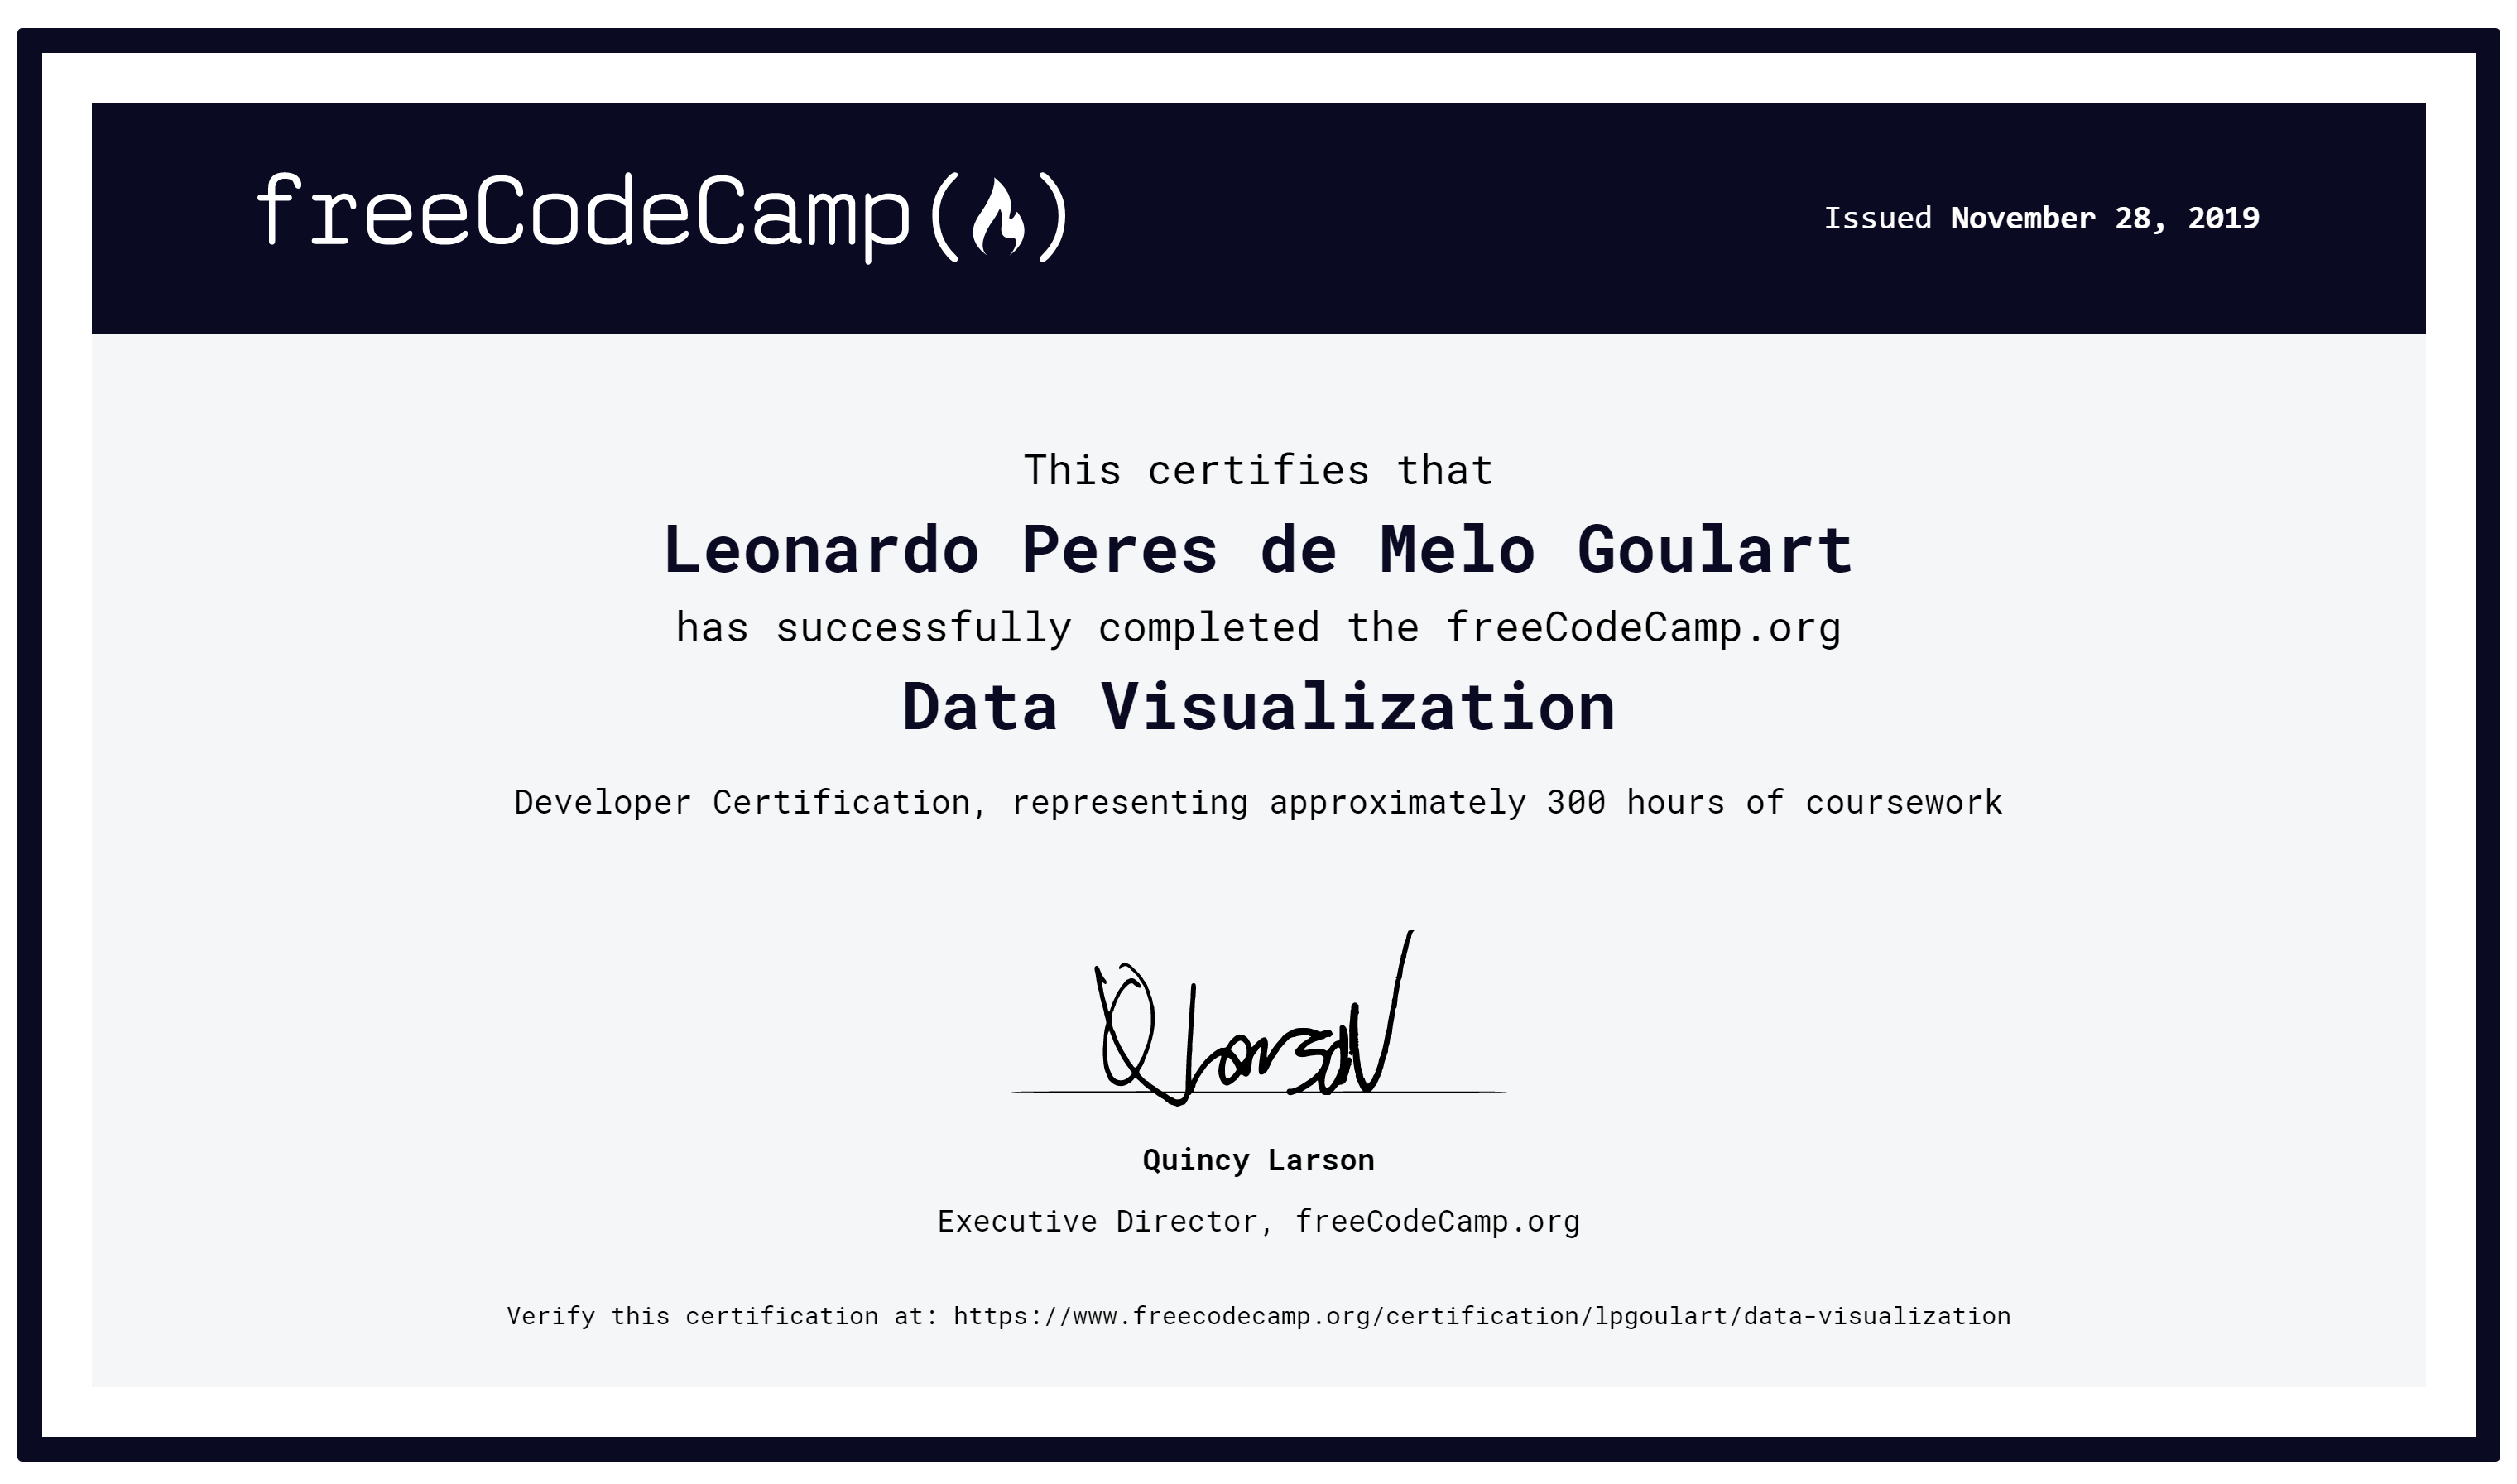 freeCodeCamp
Issued November 28, 2019
This certifies that
Leonardo Peres de Melo Goulart
has successfully completed the freeCodeCamp.org
Data Visualization
Developer Certification, representing approximately 300 hours of coursework
Quincy Larson
Executive Director, freeCodeCamp.org
Verify this certification at: https://www.freecodecamp.org/certification/lpgoulart/data-visualization